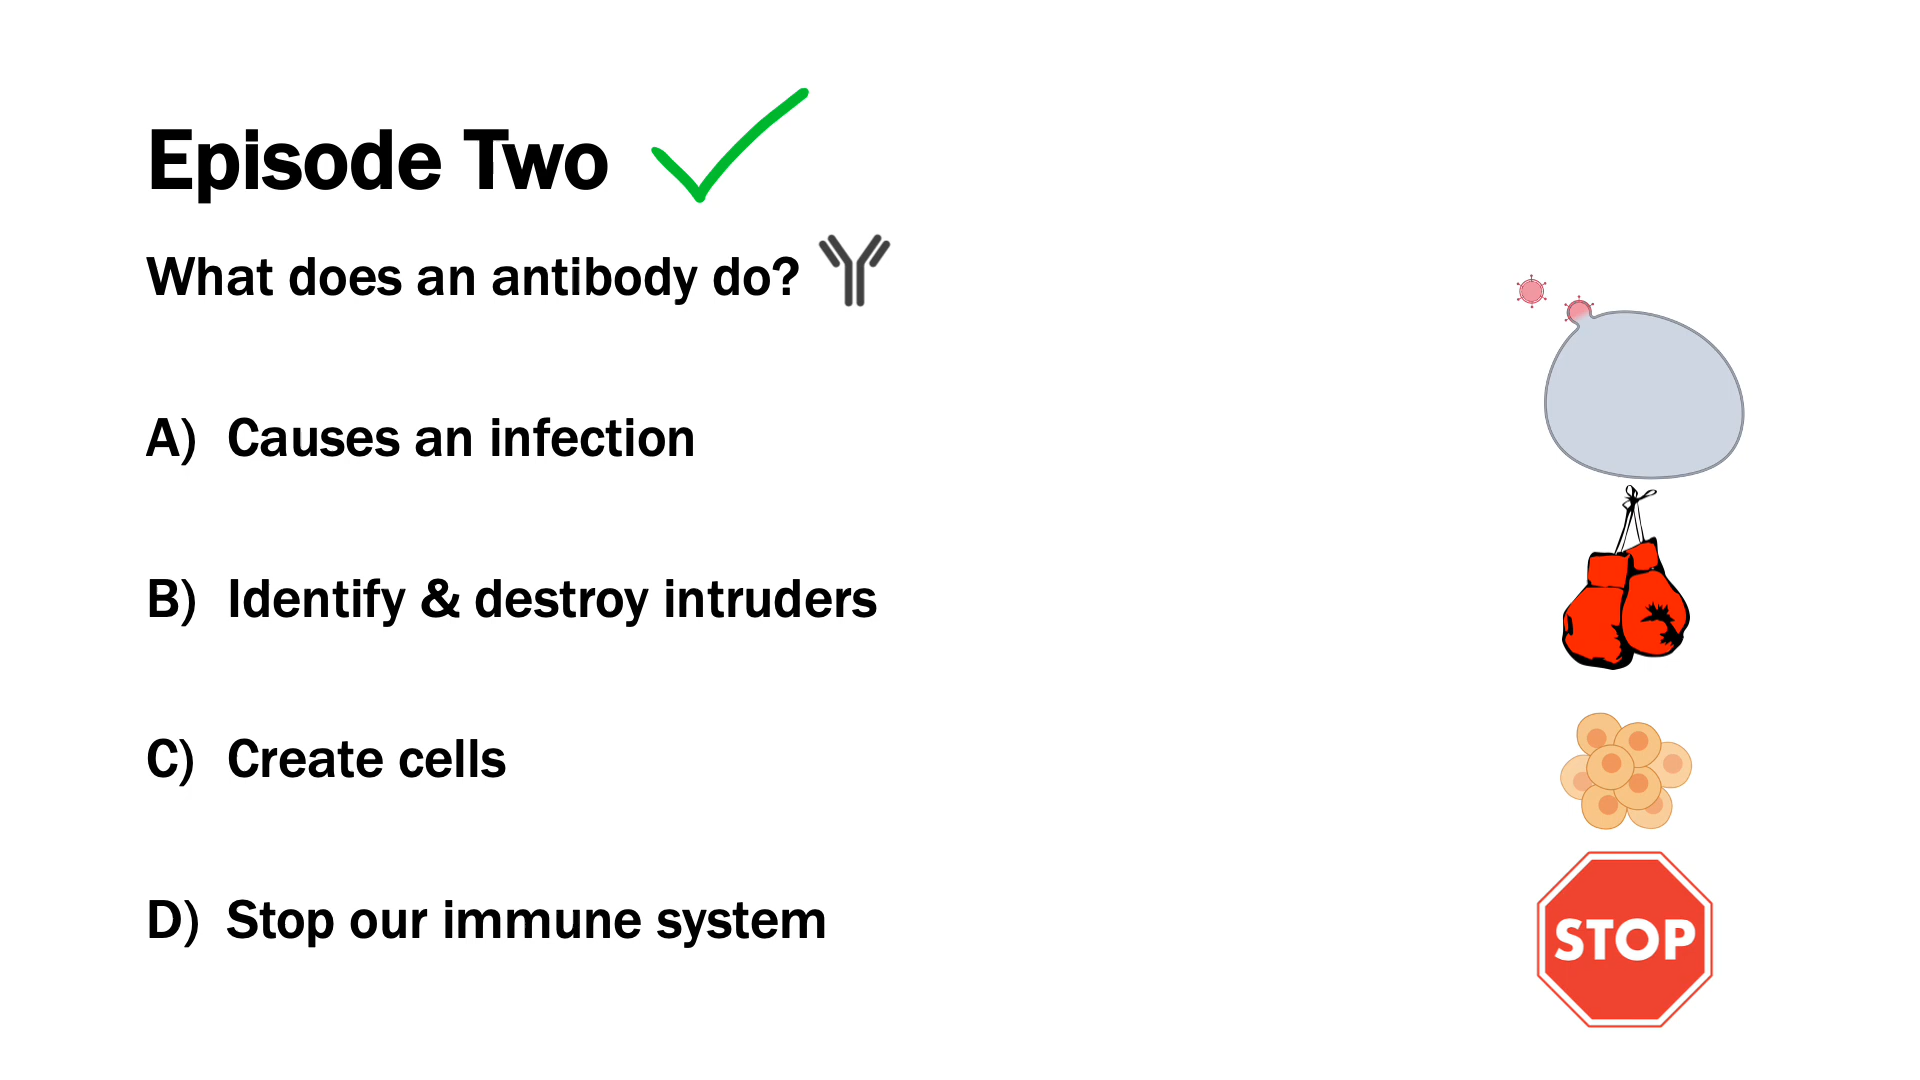 Episode Two
What does an antibody do?
A) Causes an infection
B) Identify & destroy intruders
C) Create cells
D) Stop our immune system
STOP